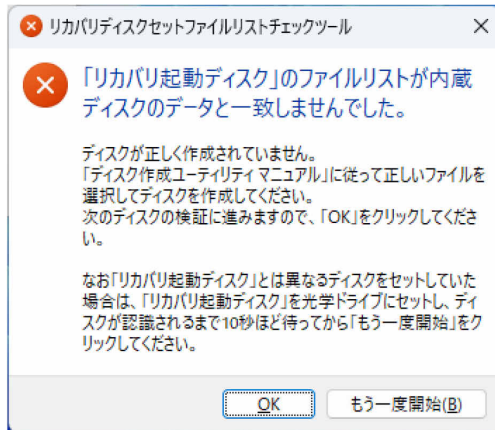 リカバリディスクセットファイルリストチェックツール
「リカバリ起動ディスク」のファイルリストが内蔵
ディスクのデータと一致しませんでした。
ディスクが正しく作成されていません。
「ディスク作成ユーティリティ マニュアル」に従って正しいファイルを
選択してディスクを作成してください。
次のディスクの検証に進みますので、「OK」をクリックしてくださ
い。
なお「リカバリ起動ディスク」とは異なるディスクをセットしていた
場合は、「リカバリ起動ディスク」を光学ドライブにセットし、ディ
スクが認識されるまで10秒ほど待ってから「もう一度開始」をク
リックしてください。
OK
もう一度開始(B)